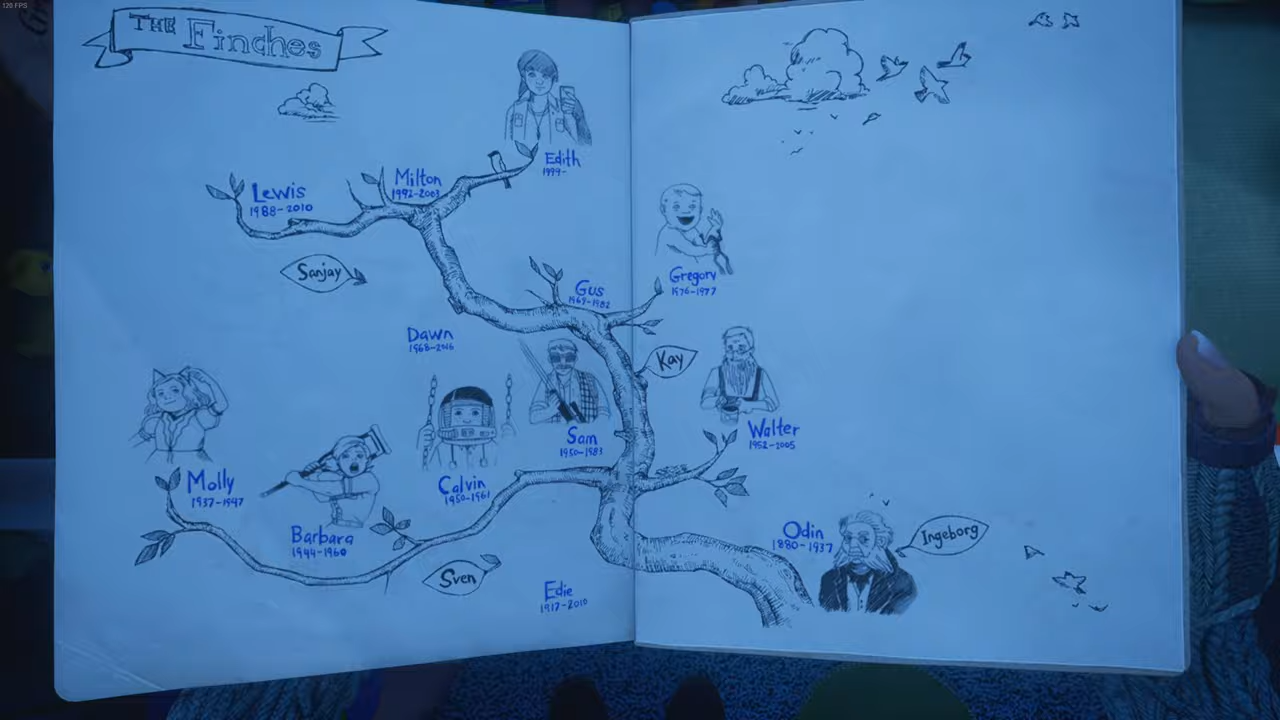 120 FPS
THE Finches
Edith
1999-
Milton
1992-2003
Lewis
1988-2010
Sanjay
Gregory
1976-1977
Gus
1969-1982
Dawn
1968-2016
Kay
Walter
1952-2005
Sam
1950-1983
Calvin
1950-1961
Molly
1937-1947
Barbara
1944-1960
Odin
1880-1937
Ingeborg
Sven
Edie
1917-2010